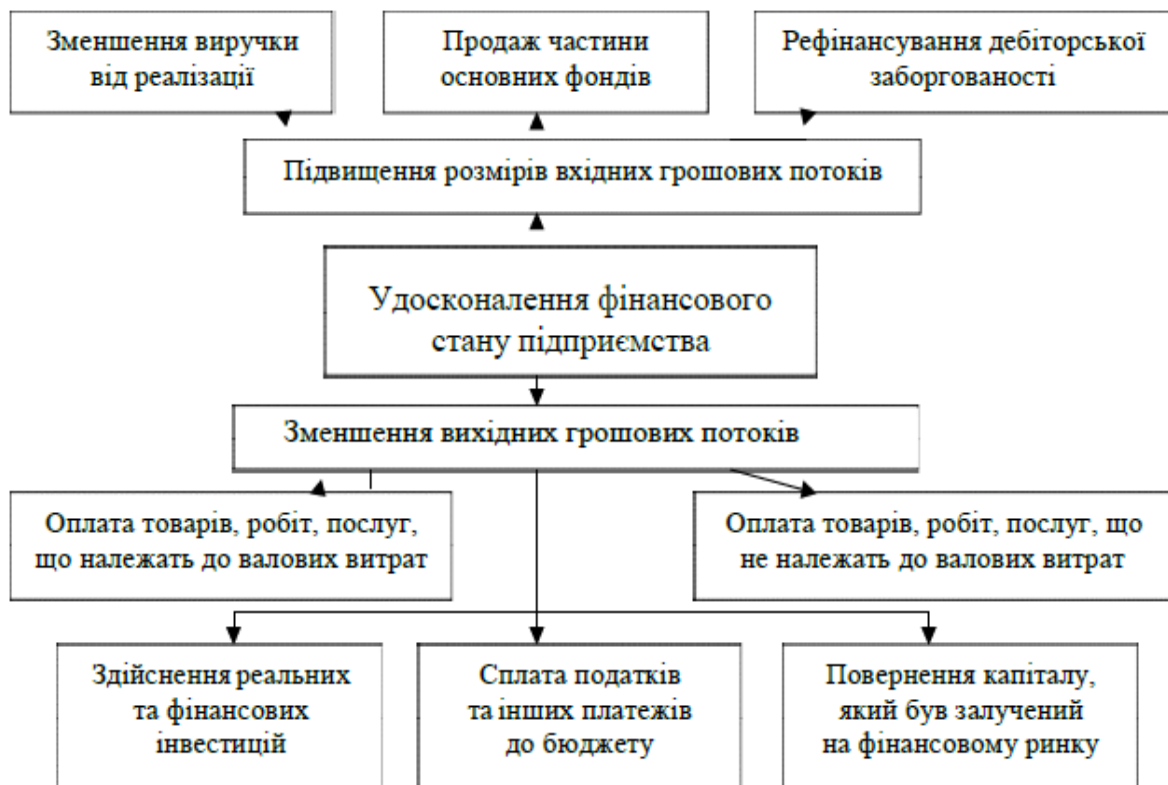 Зменшення виручки
від реалізації
Продаж частини
основних фондів
Рефінансування дебіторської
заборгованості
Підвищення розмірів вхідних грошових потоків
Удосконалення фінансового
стану підприємства
Зменшення вихідних грошових потоків
Оплата товарів, робіт, послуг,
що належать до валових витрат
Оплата товарів, робіт, послуг, що
не належать до валових витрат
Здійснення реальних
та фінансових
інвестицій
Сплата податків
та інших платежів
до бюджету
Повернення капіталу,
який був залучений
на фінансовому ринку